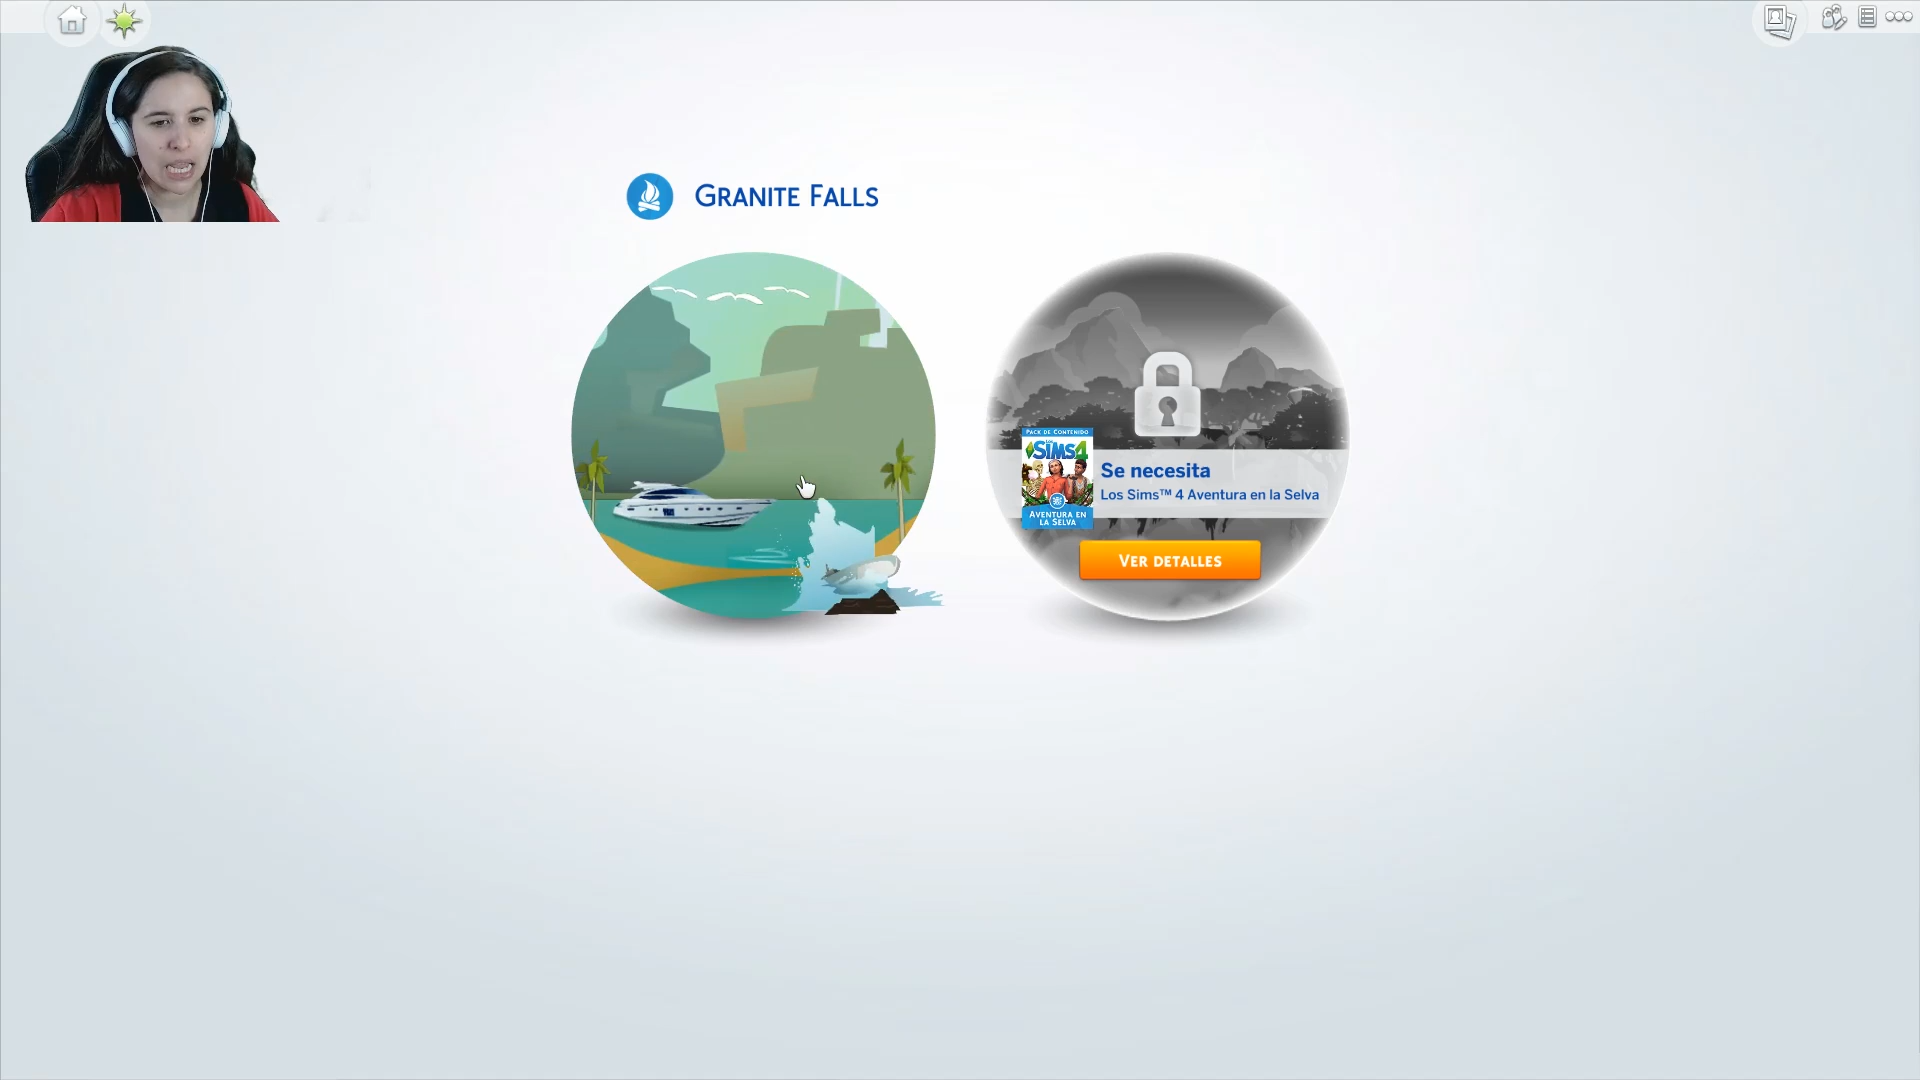 GRANITE FALLS
PACK DE CONTENIDO
LOS SIMS 4
AVENTURA EN
LA SELVA
Se necesita
Los Sims™ 4 Aventura en la Selva
VER DETALLES